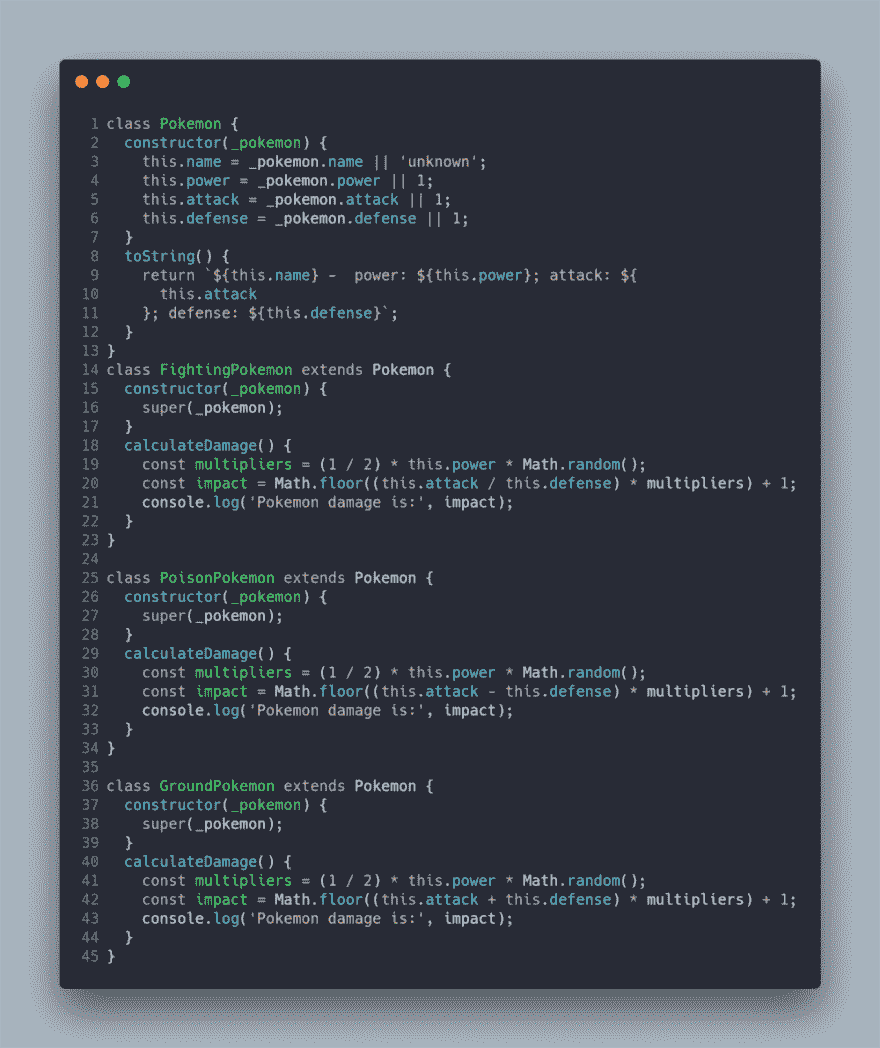 1 class Pokemon {
2   constructor(_pokemon) {
3     this.name = _pokemon.name || 'unknown';
4     this.power = _pokemon.power || 1;
5     this.attack = _pokemon.attack || 1;
6     this.defense = _pokemon.defense || 1;
7   }
8   toString() {
9     return `${this.name} -  power: ${this.power}; attack: ${
10       this.attack
11     }; defense: ${this.defense}`;
12   }
13 }
14 class FightingPokemon extends Pokemon {
15   constructor(_pokemon) {
16     super(_pokemon);
17   }
18   calculateDamage() {
19     const multipliers = (1 / 2) * this.power * Math.random();
20     const impact = Math.floor((this.attack / this.defense) * multipliers) + 1;
21     console.log('Pokemon damage is:', impact);
22   }
23 }
24
25 class PoisonPokemon extends Pokemon {
26   constructor(_pokemon) {
27     super(_pokemon);
28   }
29   calculateDamage() {
30     const multipliers = (1 / 2) * this.power * Math.random();
31     const impact = Math.floor((this.attack - this.defense) * multipliers) + 1;
32     console.log('Pokemon damage is:', impact);
33   }
34 }
35
36 class GroundPokemon extends Pokemon {
37   constructor(_pokemon) {
38     super(_pokemon);
39   }
40   calculateDamage() {
41     const multipliers = (1 / 2) * this.power * Math.random();
42     const impact = Math.floor((this.attack + this.defense) * multipliers) + 1;
43     console.log('Pokemon damage is:', impact);
44   }
45 }